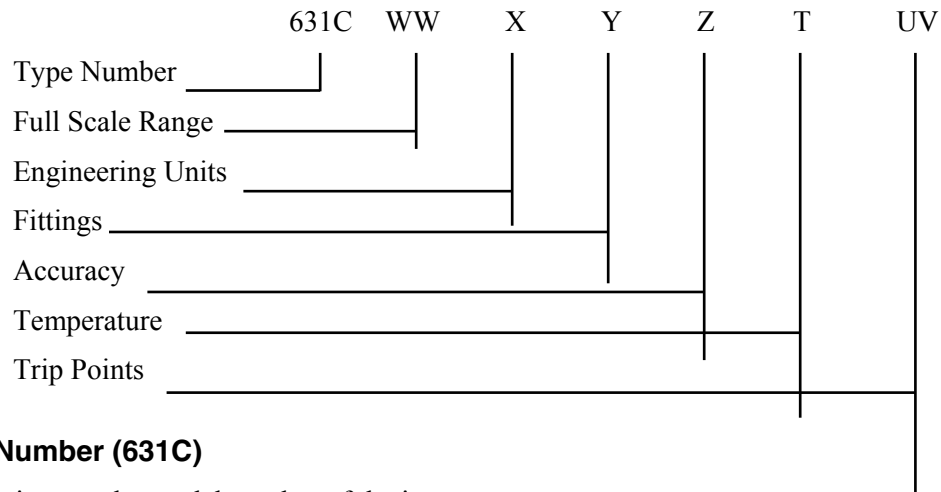 631C WW X Y Z T UV
Type Number
Full Scale Range
Engineering Units
Fittings
Accuracy
Temperature
Trip Points
Number (631C)